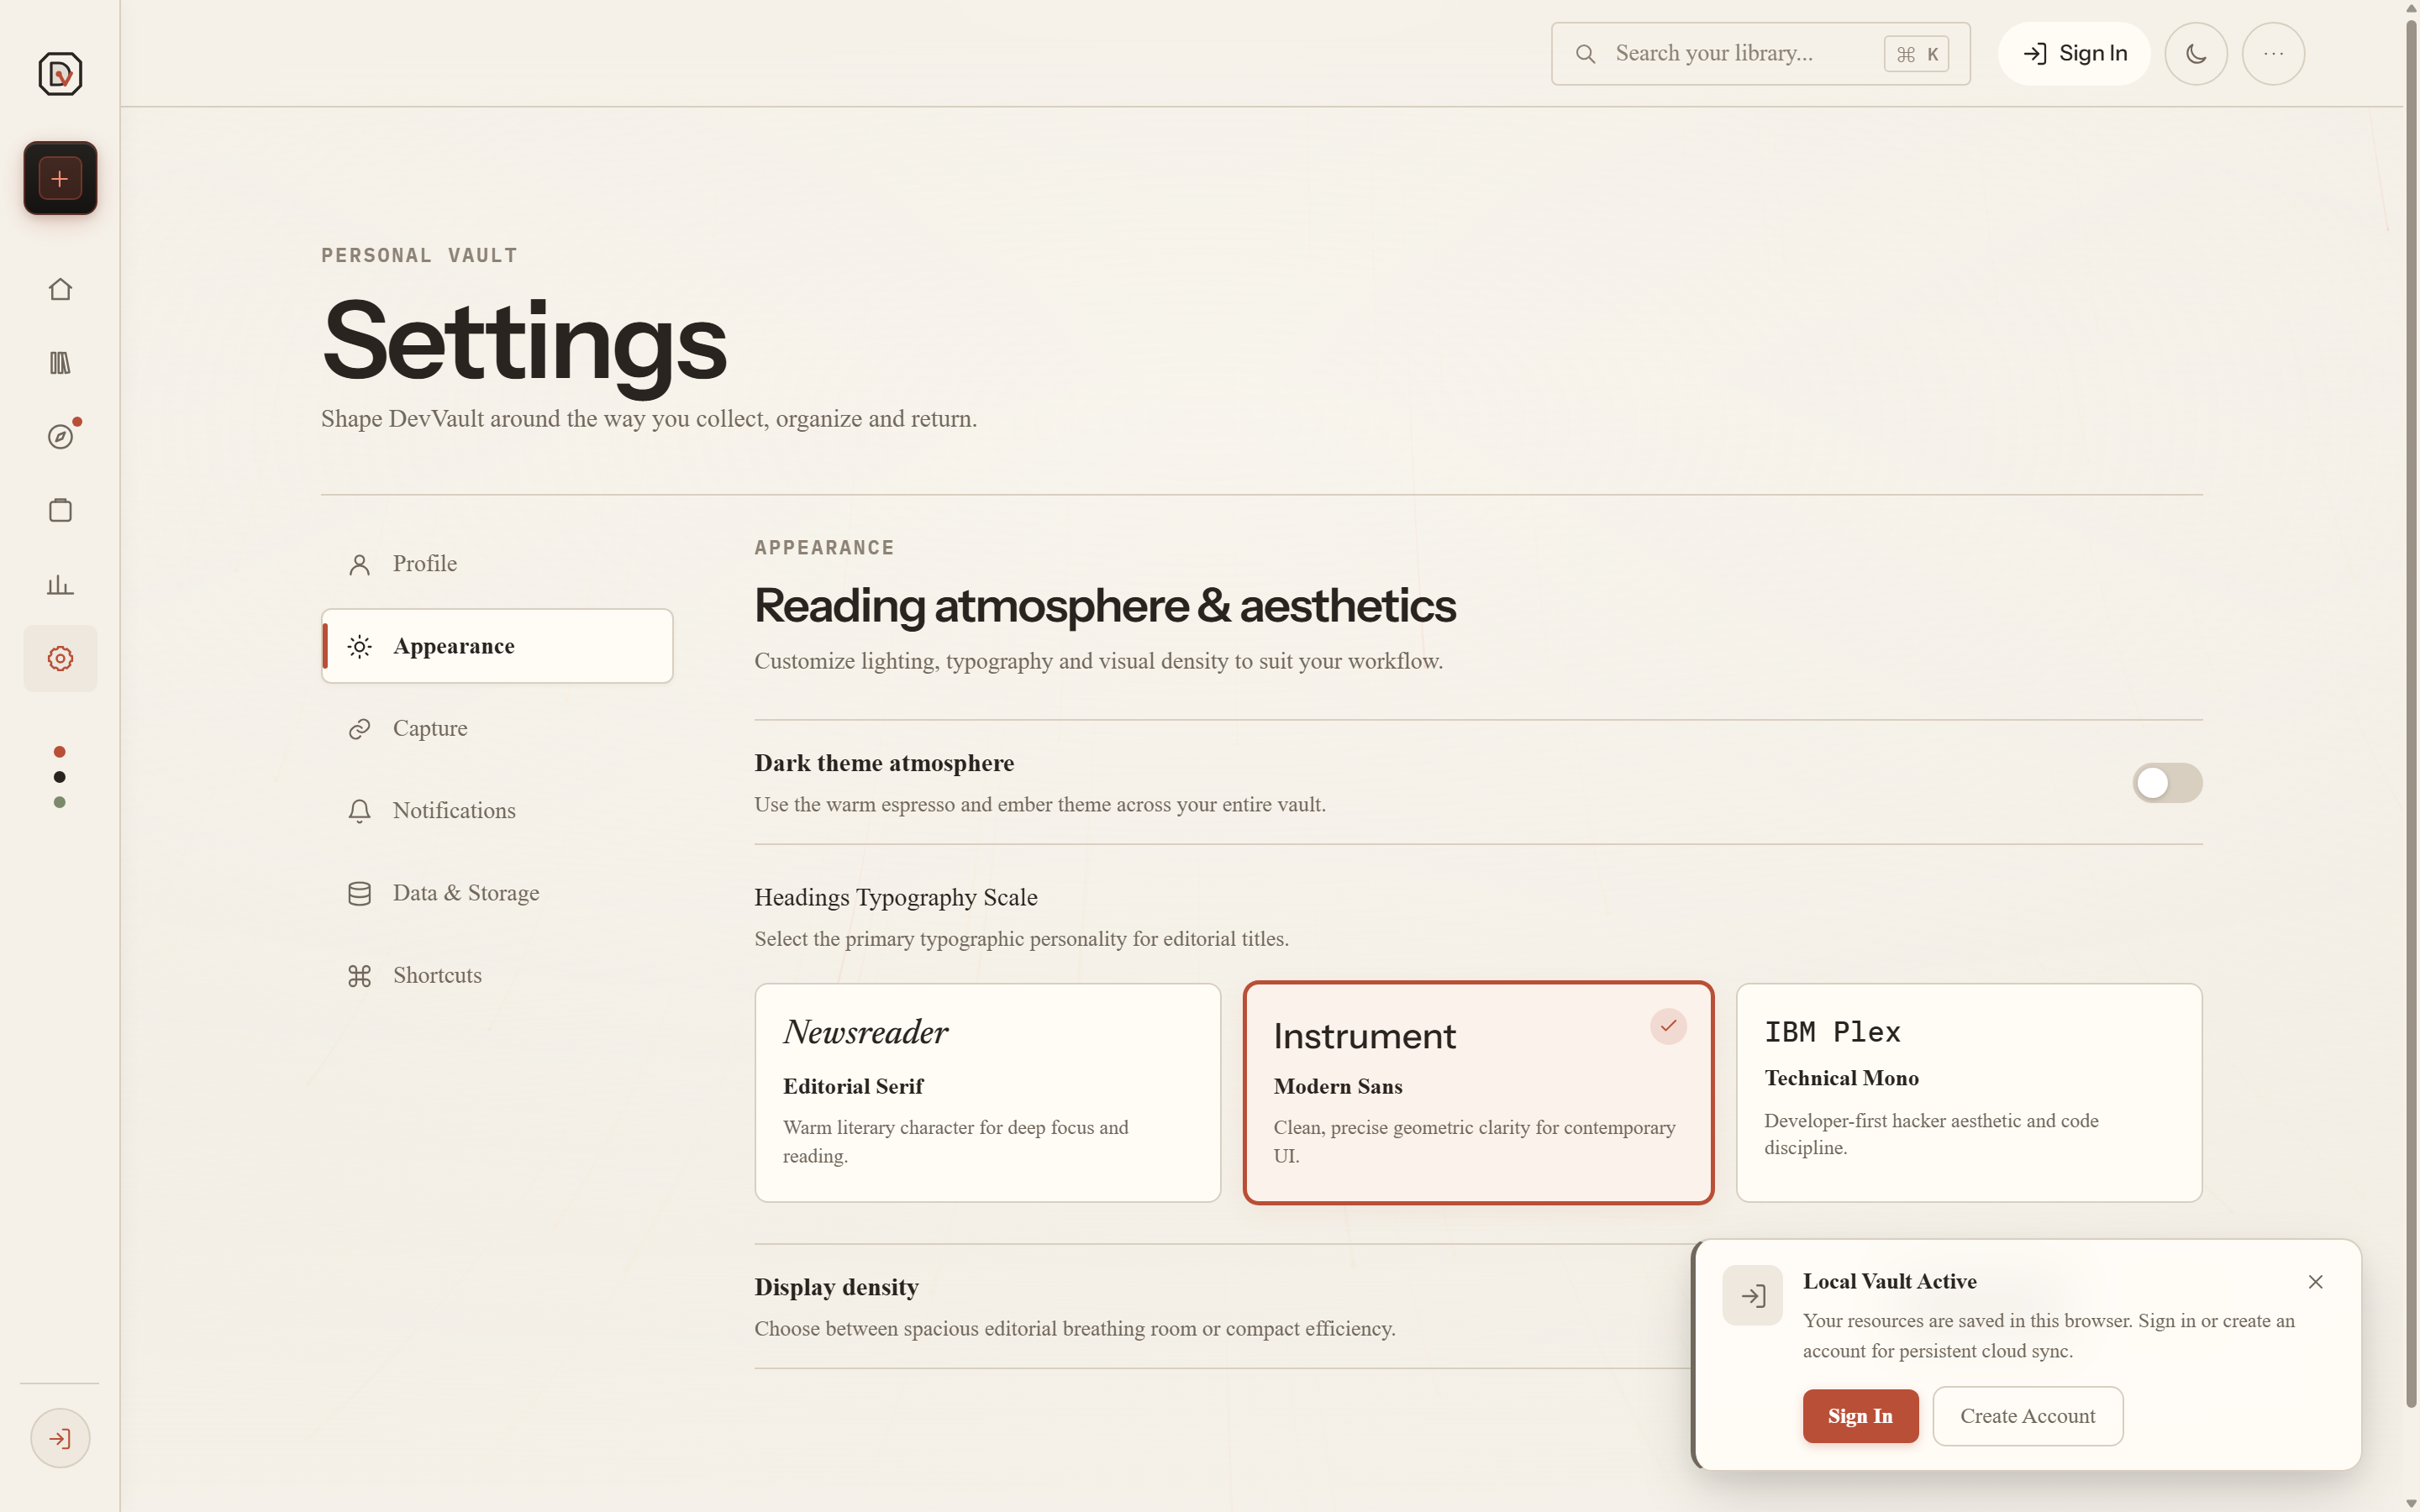 Search your library...
⌘ K
Sign In
PERSONAL VAULT
Settings
Shape DevVault around the way you collect, organize and return.
Profile
Appearance
Capture
Notifications
Data & Storage
Shortcuts
APPEARANCE
Reading atmosphere & aesthetics
Customize lighting, typography and visual density to suit your workflow.
Dark theme atmosphere
Use the warm espresso and ember theme across your entire vault.
Headings Typography Scale
Select the primary typographic personality for editorial titles.
Newsreader
Editorial Serif
Warm literary character for deep focus and
reading.
Instrument
Modern Sans
Clean, precise geometric clarity for contemporary
UI.
IBM Plex
Technical Mono
Developer-first hacker aesthetic and code
discipline.
Display density
Choose between spacious editorial breathing room or compact efficiency.
Local Vault Active
Your resources are saved in this browser. Sign in or create an
account for persistent cloud sync.
Sign In
Create Account